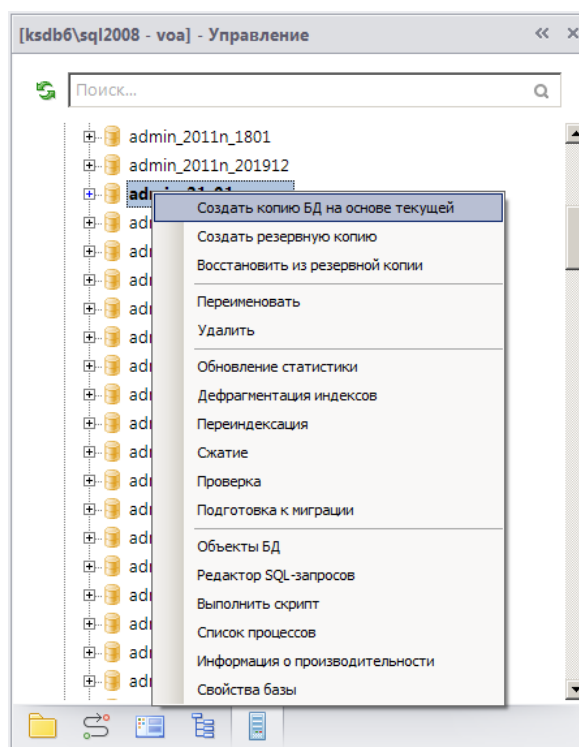 [ksdb6\sql2008 - voa] - Управление
Поиск...
admin_2011n_1801
admin_2011n_201912
Создать копию БД на основе текущей
Создать резервную копию
Восстановить из резервной копии
Переименовать
Удалить
Обновление статистики
Дефрагментация индексов
Переиндексация
Сжатие
Проверка
Подготовка к миграции
Объекты БД
Редактор SQL-запросов
Выполнить скрипт
Список процессов
Информация о производительности
Свойства базы